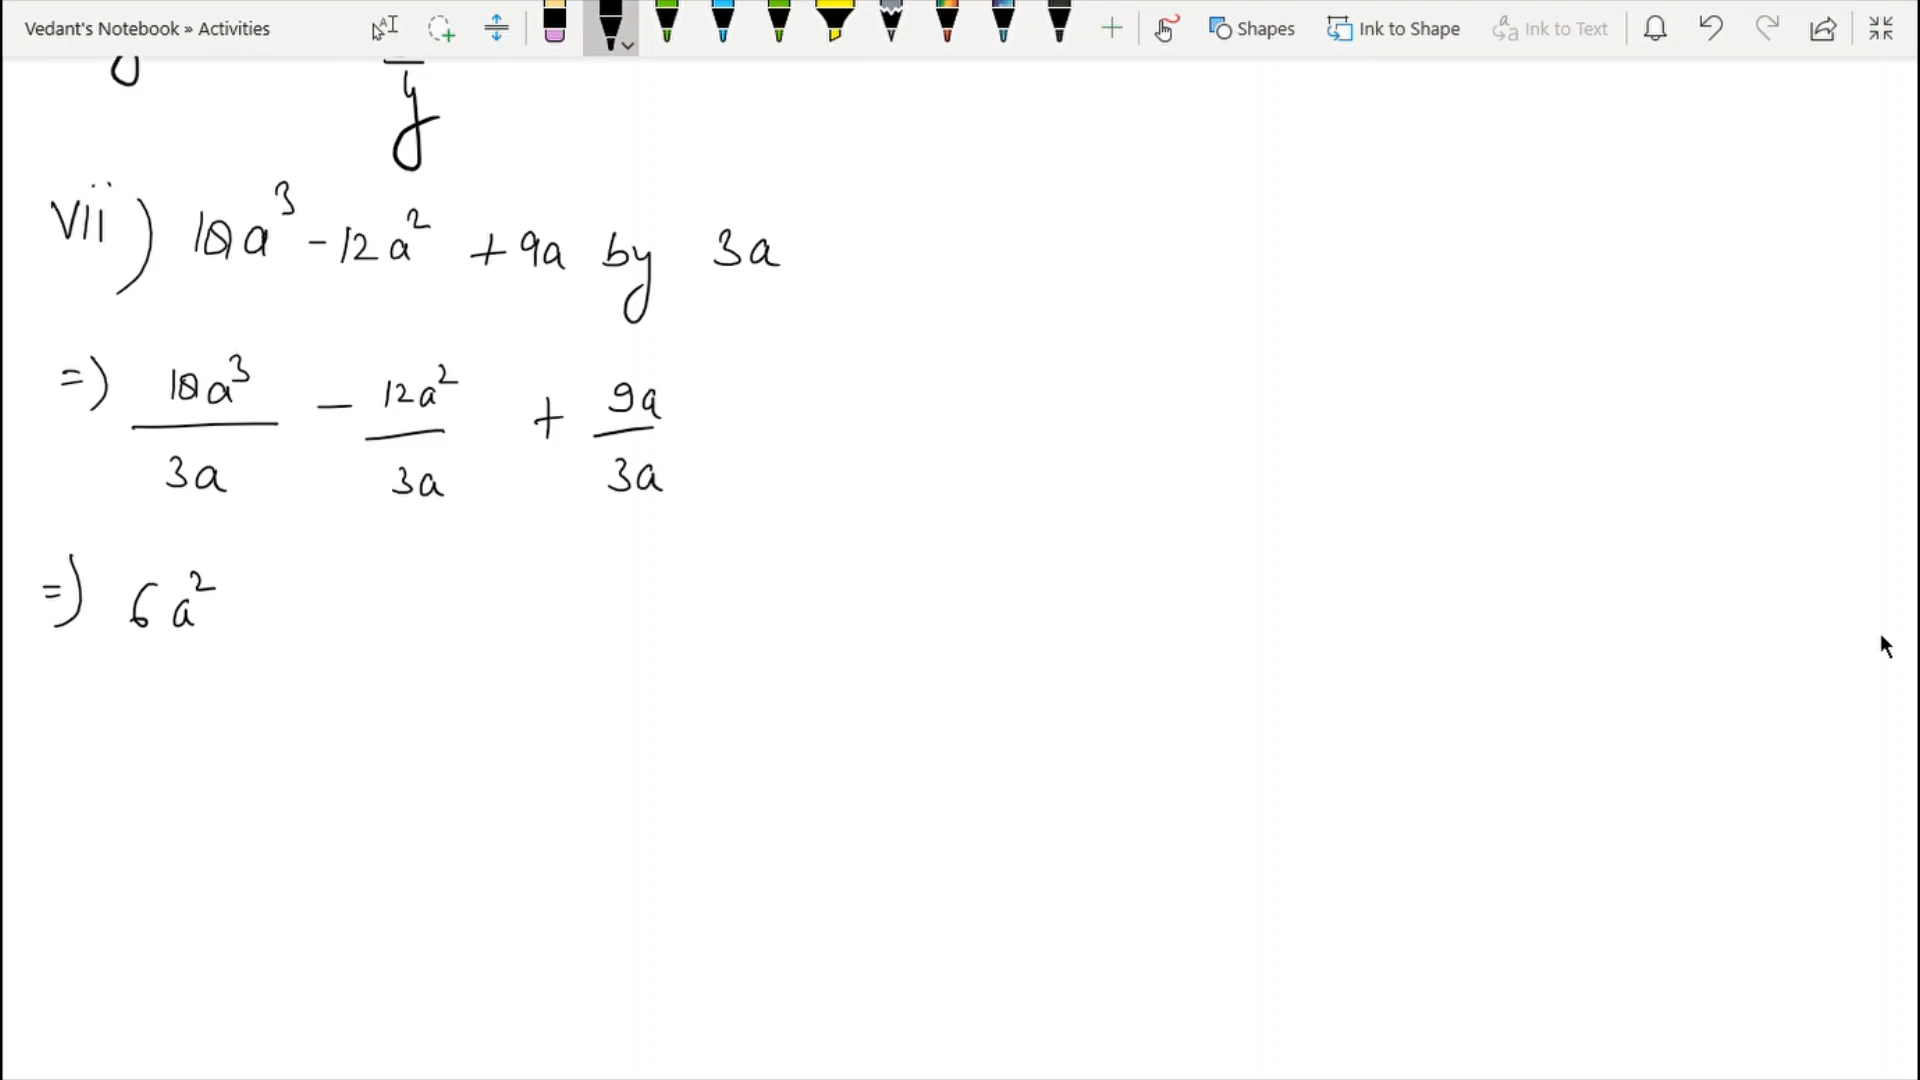 Vedant's Notebook » Activities Shapes Ink to Shape Ink to Text
y
vii) 18a³ - 12a² + 9a by 3a
=) 18a³/3a - 12a²/3a + 9a/3a
=) 6a²